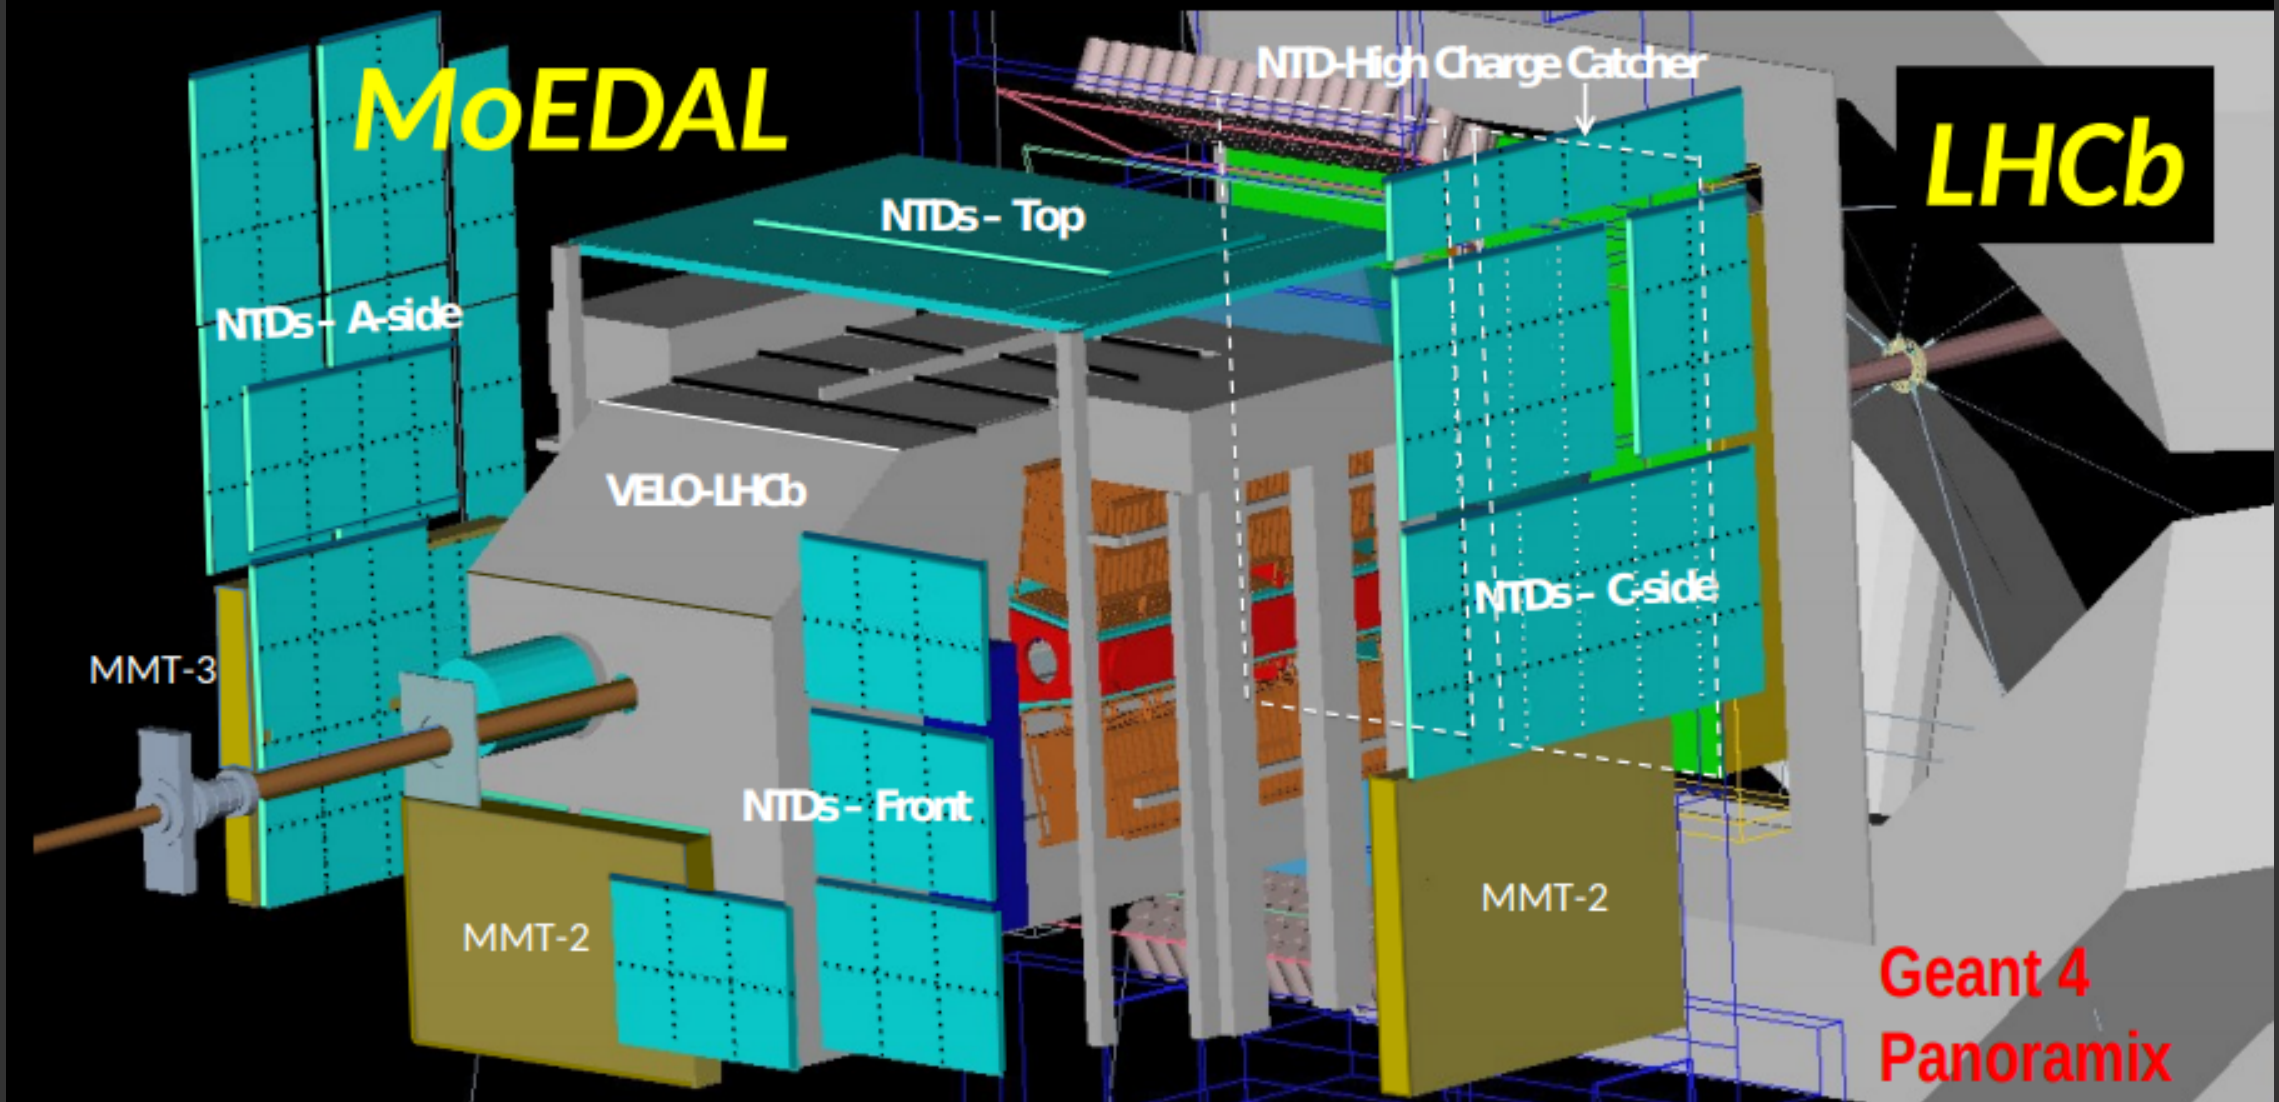 MoEDAL
NTD-High Charge Catcher
LHCb
NTDs – Top
NTDs – A-side
VELO-LHCb
NTDs – C-side
MMT-3
NTDs – Front
MMT-2
MMT-2
Geant 4
Panoramix